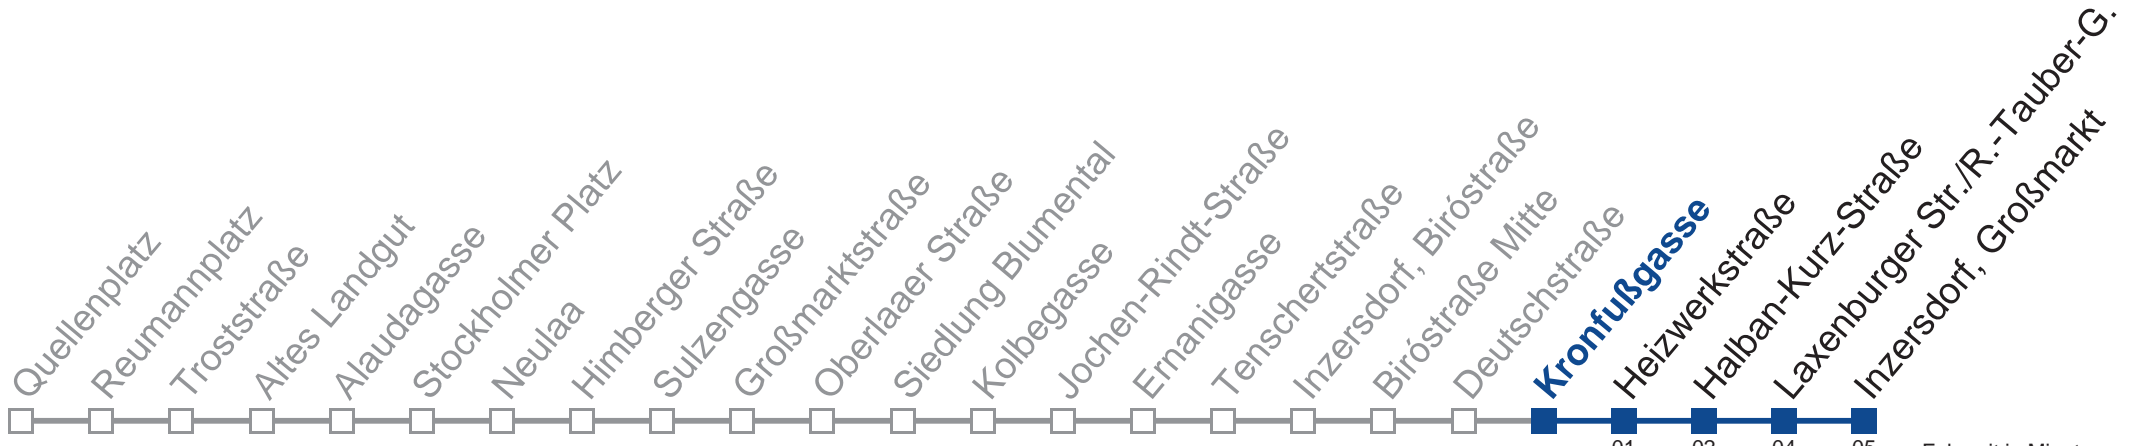 Quellenplatz
Reumannplatz
Troststraße
Altes Landgut
Alaudagasse
Stockholmer Platz
Neulaa
Himberger Straße
Sulzengasse
Großmarktstraße
Oberlaaer Straße
Siedlung Blumental
Kolbegasse
Jochen-Rindt-Straße
Ernanigasse
Tenschertstraße
Inzersdorf, Biróstraße
Biróstraße Mitte
Deutschstraße
Kronfußgasse
Heizwerkstraße
Halban-Kurz-Straße
Laxenburger Str./R.-Tauber-G.
Inzersdorf, Großmarkt